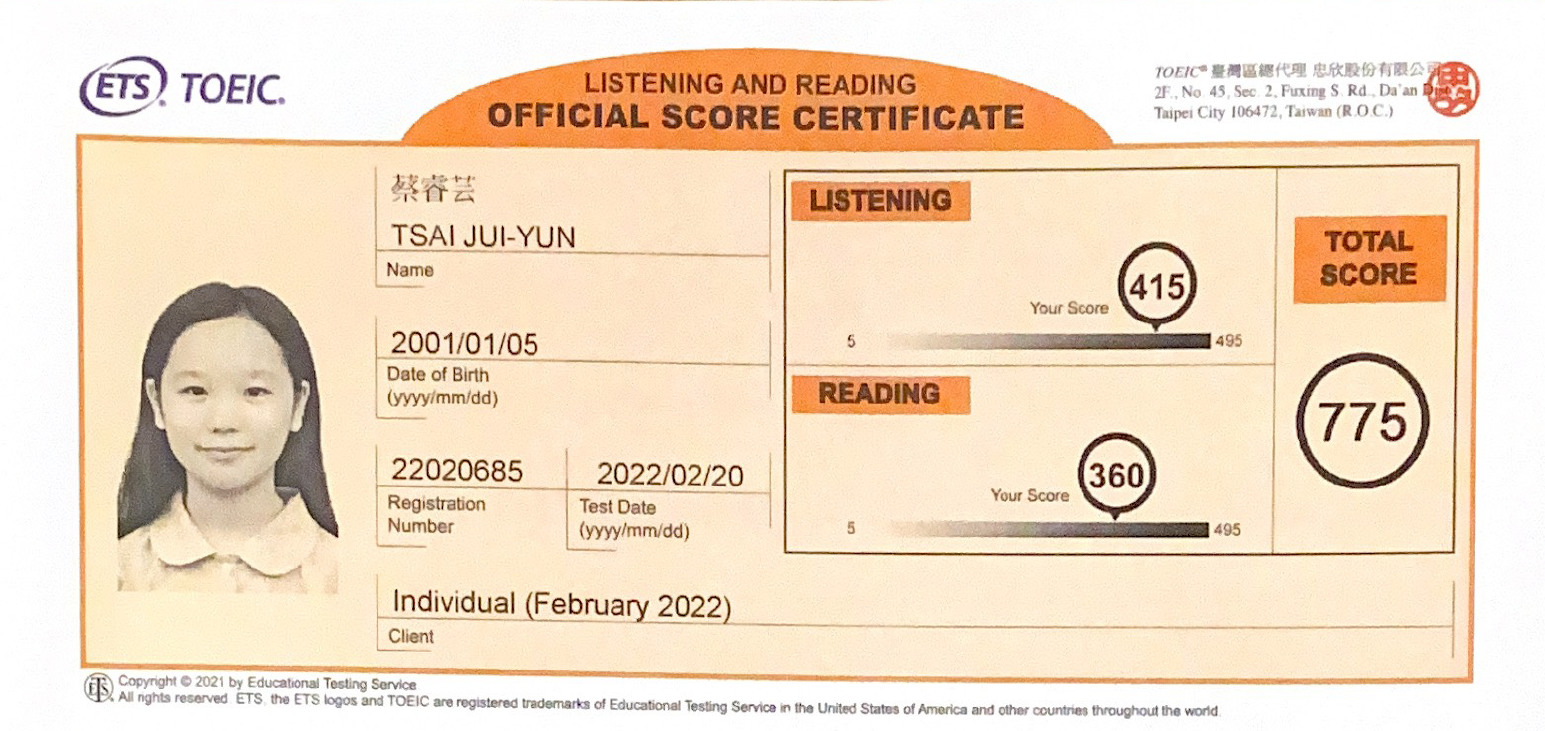 ETS TOEIC.
LISTENING AND READING
OFFICIAL SCORE CERTIFICATE
TOEIC® 臺灣區總代理 忠欣股份有限公司
2F., No. 45, Sec. 2, Fuxing S. Rd., Da'an Dist.,
Taipei City 106472, Taiwan (R.O.C.)
蔡睿芸
TSAI JUI-YUN
Name
2001/01/05
Date of Birth
(yyyy/mm/dd)
22020685
Registration
Number
2022/02/20
Test Date
(yyyy/mm/dd)
Individual (February 2022)
Client
LISTENING
Your Score
415
5
495
READING
Your Score
360
5
495
TOTAL
SCORE
775
ETS
Copyright © 2021 by Educational Testing Service
All rights reserved. ETS, the ETS logos and TOEIC are registered trademarks of Educational Testing Service in the United States of America and other countries throughout the world.